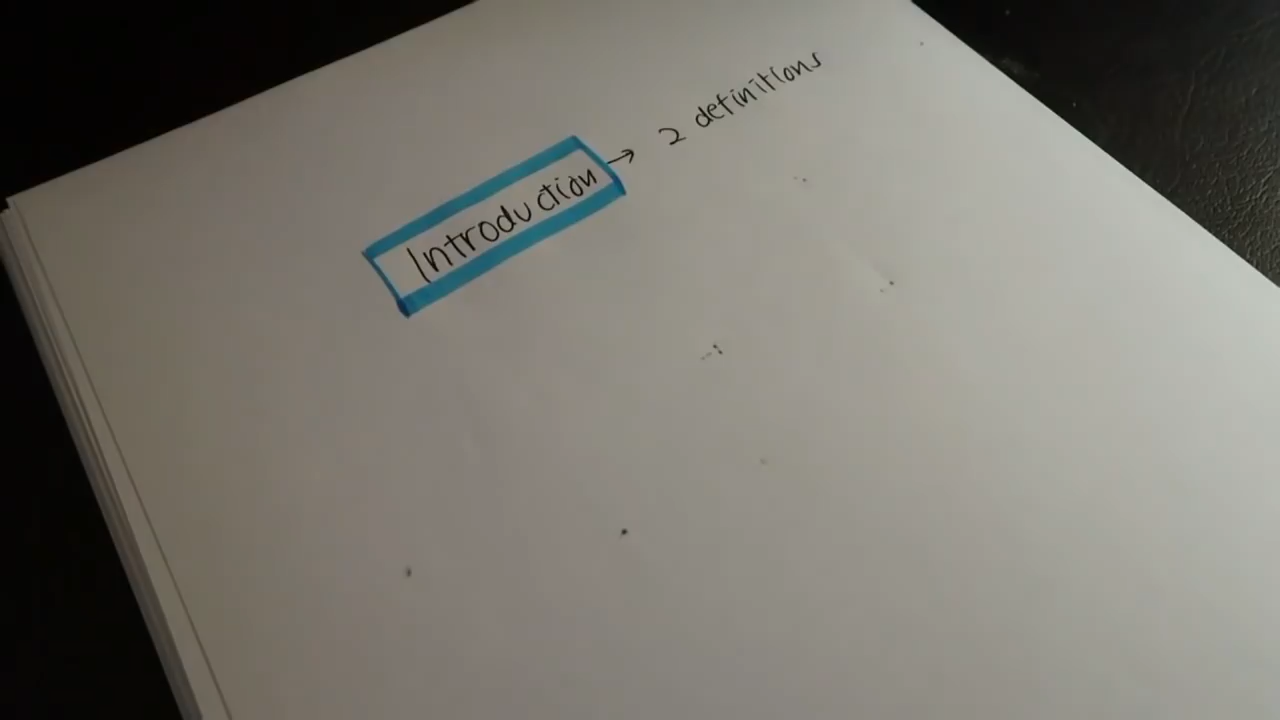 Introduction → 2 definitions